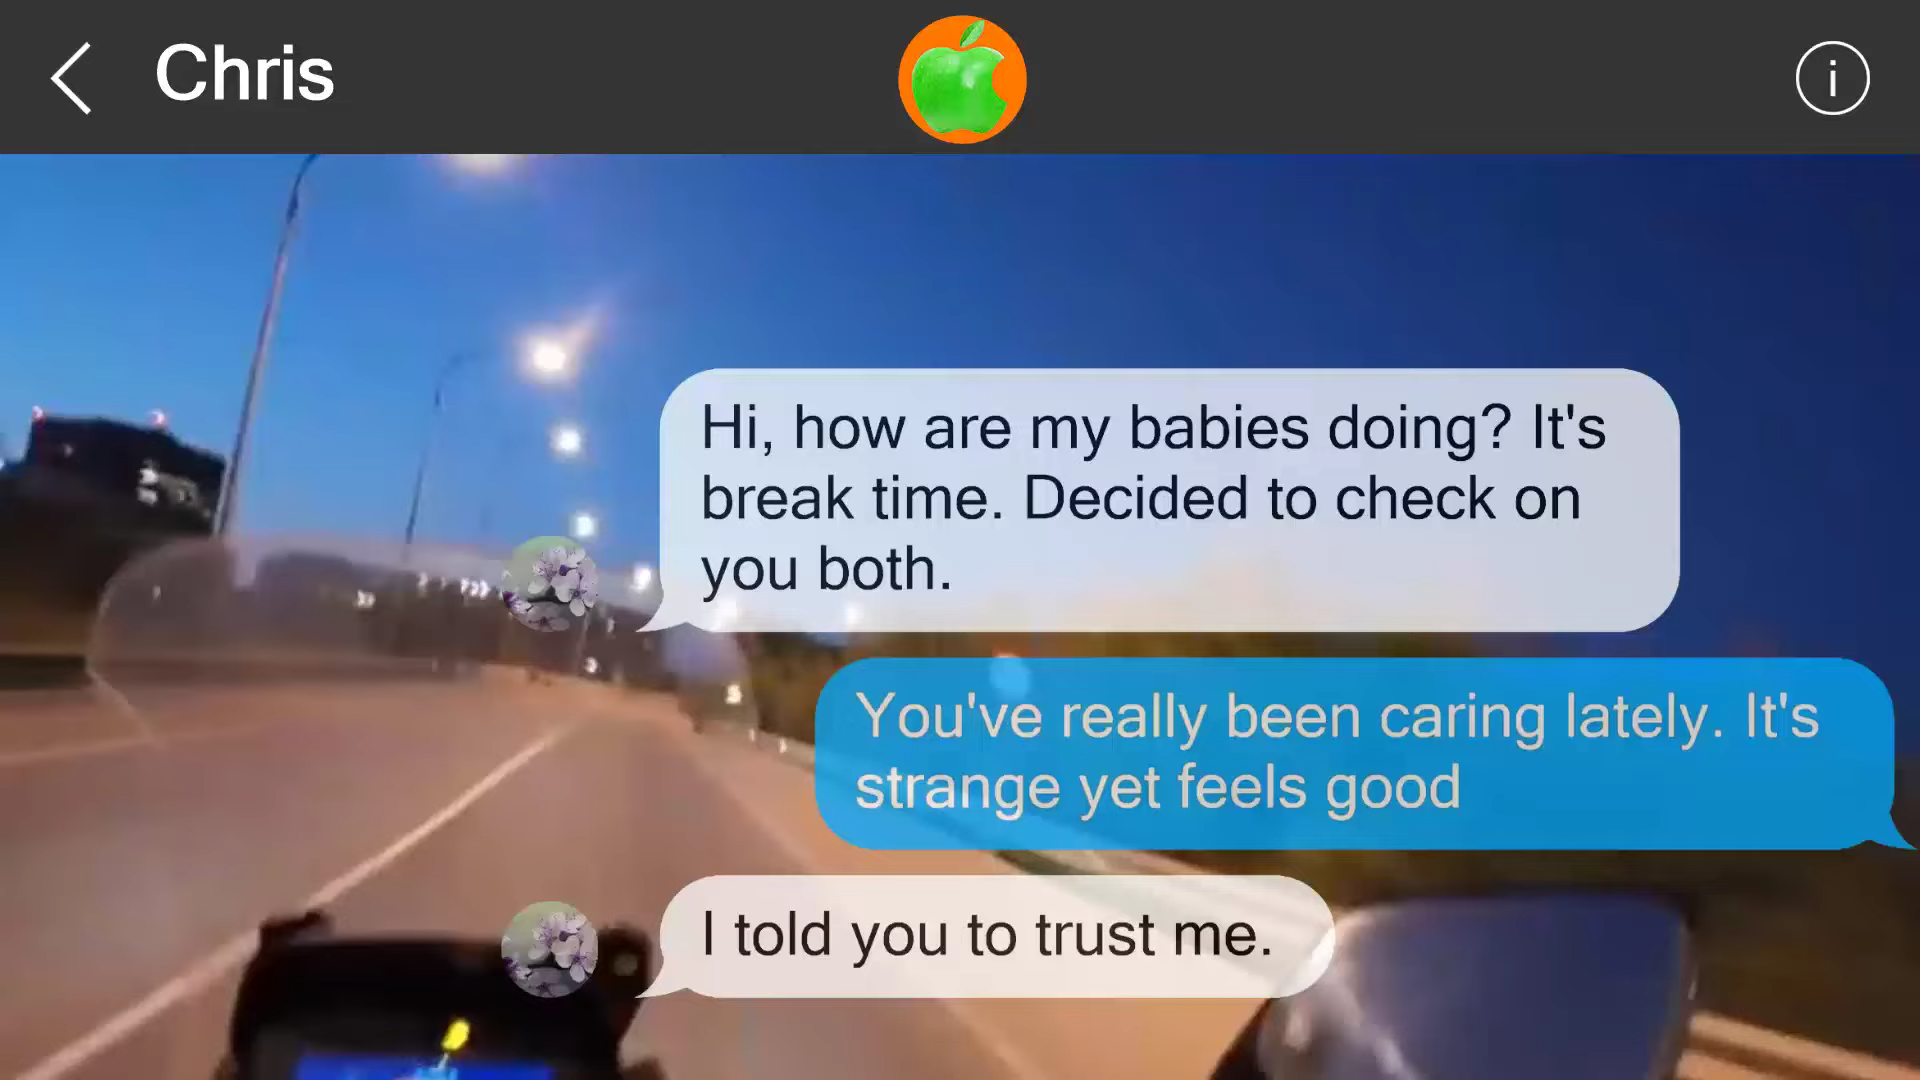 Chris
i
Hi, how are my babies doing? It's
break time. Decided to check on
you both.
You've really been caring lately. It's
strange yet feels good
I told you to trust me.